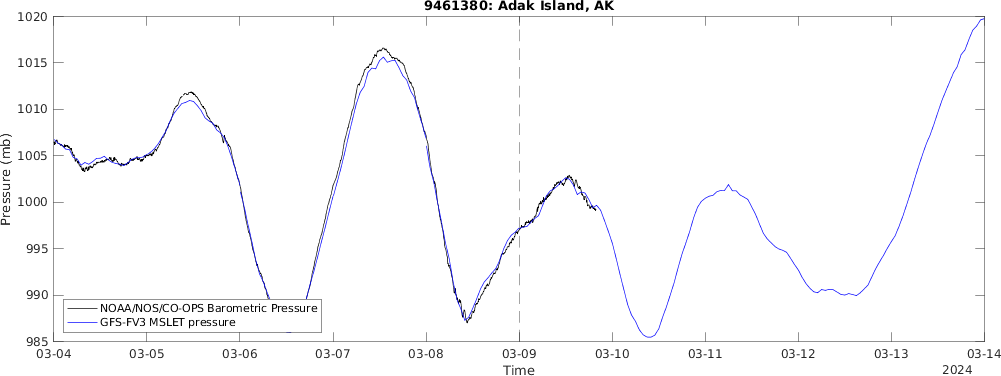 9461380: Adak Island, AK
1020
1015
1010
1005
1000
995
990
985
Pressure (mb)
NOAA/NOS/CO-OPS Barometric Pressure
GFS-FV3 MSLET pressure
03-04 03-05 03-06 03-07 03-08 03-09 03-10 03-11 03-12 03-13 03-14
Time
2024